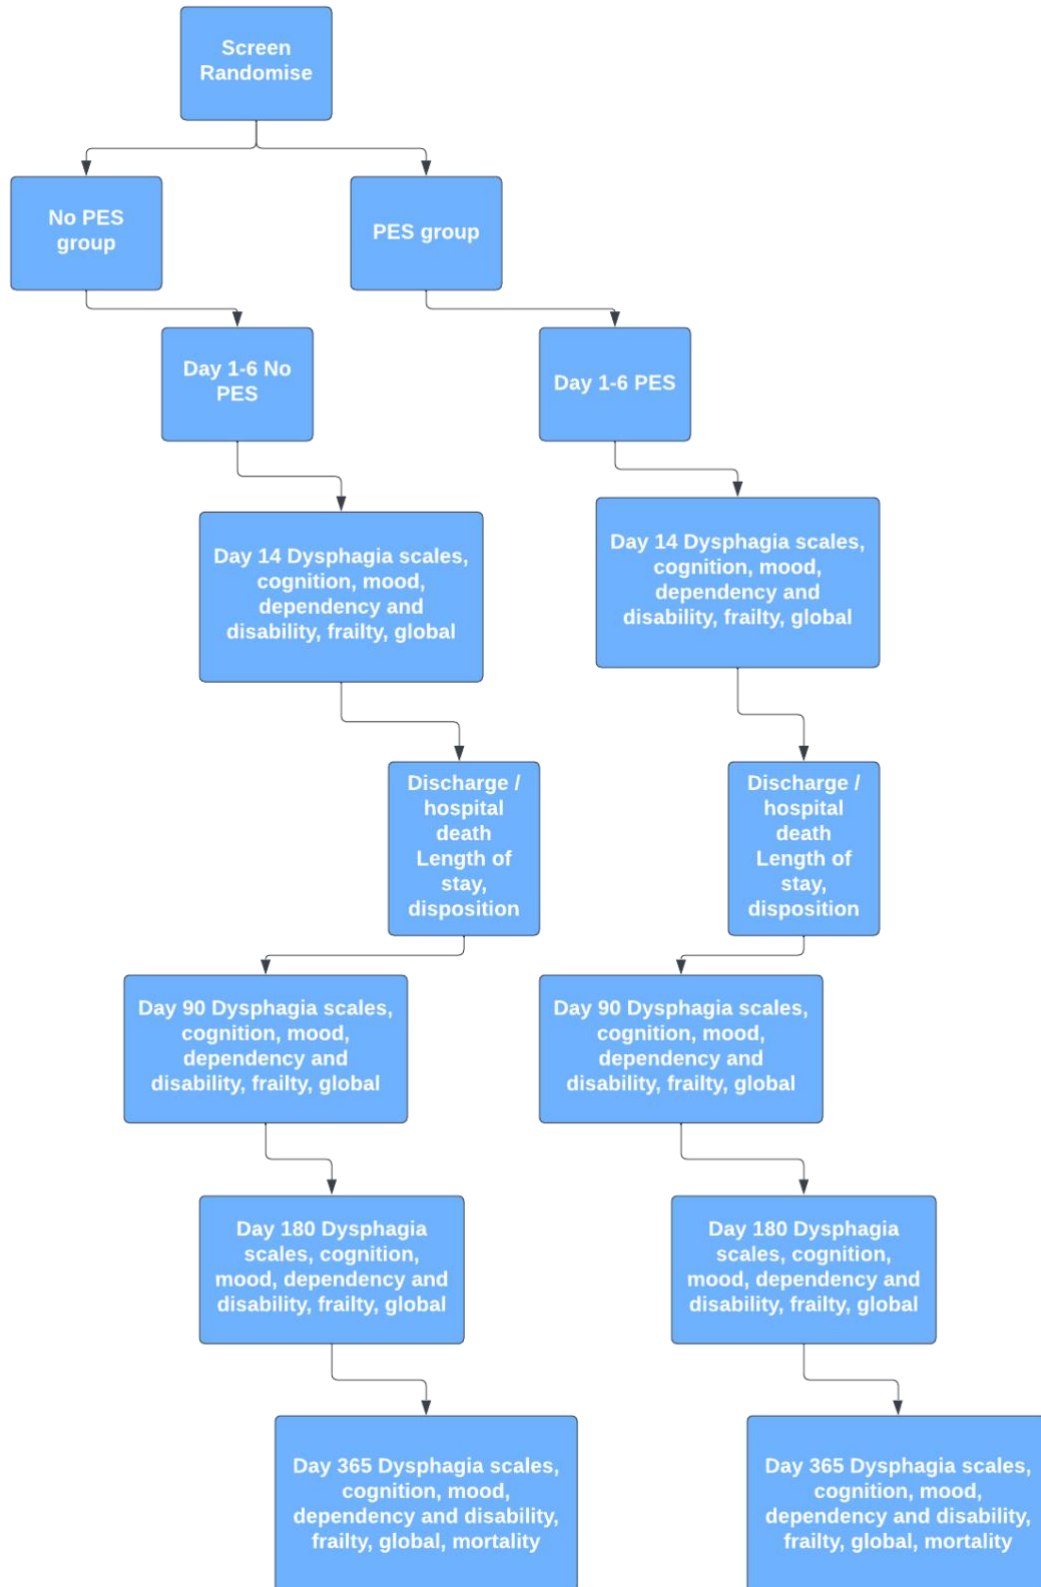 Screen
Randomise
No PES
group
PES group
Day 1-6 No
PES
Day 1-6 PES
Day 14 Dysphagia scales,
cognition, mood,
dependency and
disability, frailty, global
Day 14 Dysphagia scales,
cognition, mood,
dependency and
disability, frailty, global
Discharge /
hospital
death
Length of
stay,
disposition
Discharge /
hospital
death
Length of
stay,
disposition
Day 90 Dysphagia scales,
cognition, mood,
dependency and
disability, frailty, global
Day 90 Dysphagia scales,
cognition, mood,
dependency and
disability, frailty, global
Day 180 Dysphagia
scales, cognition,
mood, dependency and
disability, frailty, global
Day 180 Dysphagia
scales, cognition,
mood, dependency and
disability, frailty, global
Day 365 Dysphagia scales,
cognition, mood,
dependency and disability,
frailty, global, mortality
Day 365 Dysphagia scales,
cognition, mood,
dependency and disability,
frailty, global, mortality